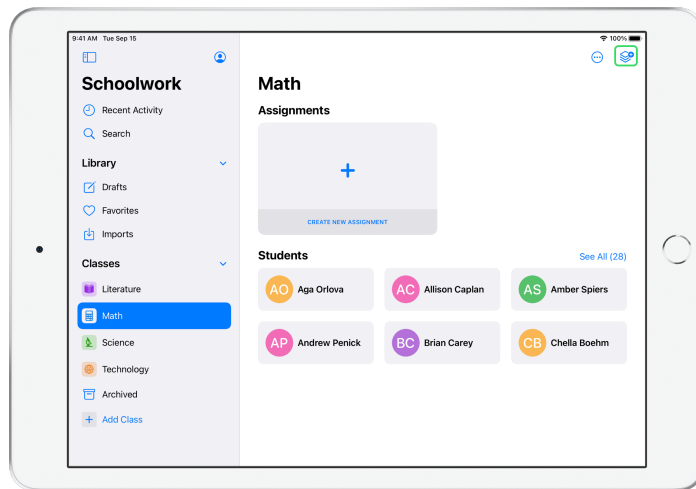 9:41 AM Tue Sep 15
100%
Schoolwork
Recent Activity
Search
Library
Drafts
Favorites
Imports
Classes
Literature
Math
Science
Technology
Archived
Add Class
Math
Assignments
CREATE NEW ASSIGNMENT
Students
See All (28)
AO Aga Orlova
AC Allison Caplan
AS Amber Spiers
AP Andrew Penick
BC Brian Carey
CB Chella Boehm